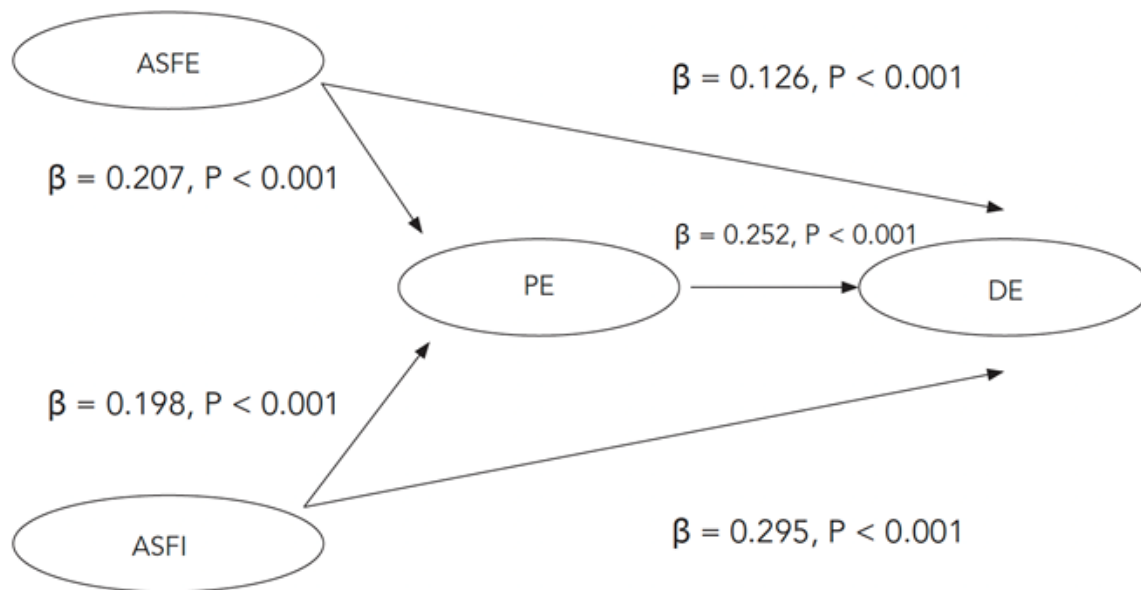 ASFE
β = 0.126, P < 0.001
β = 0.207, P < 0.001
β = 0.252, P < 0.001
PE
DE
β = 0.198, P < 0.001
β = 0.295, P < 0.001
ASFI